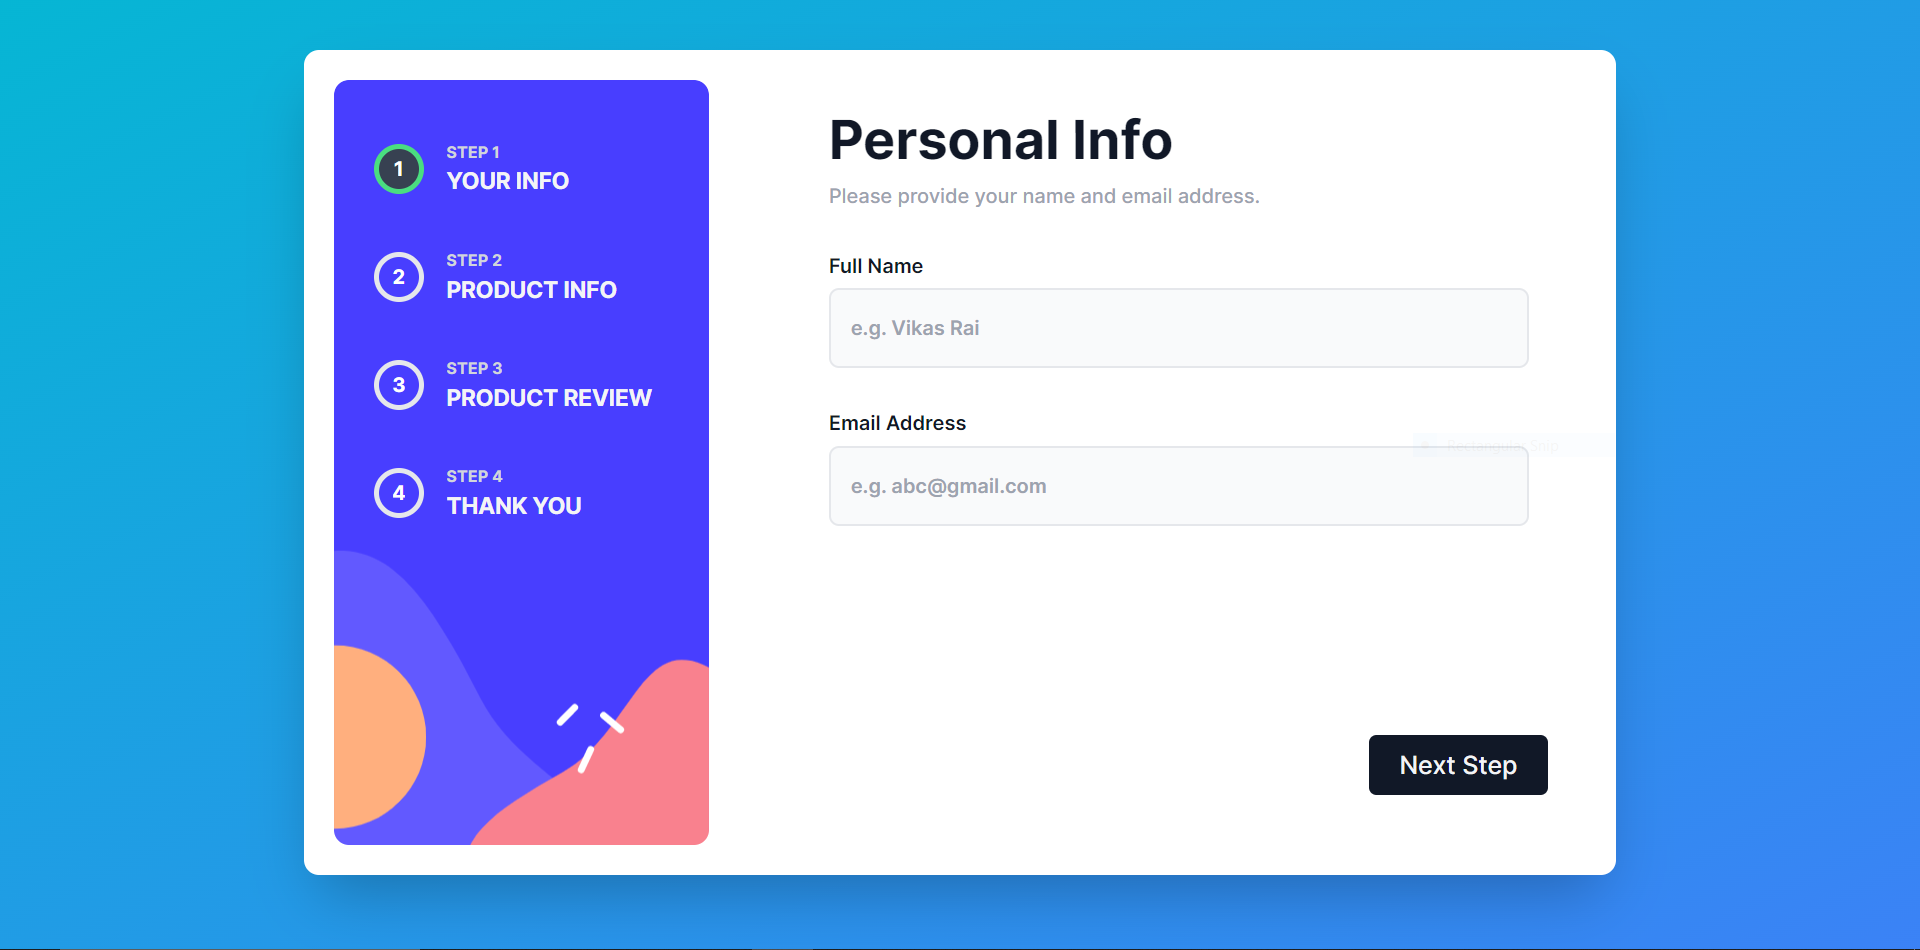 1
STEP 1
YOUR INFO
2
STEP 2
PRODUCT INFO
3
STEP 3
PRODUCT REVIEW
4
STEP 4
THANK YOU
Personal Info
Please provide your name and email address.
Full Name
e.g. Vikas Rai
Email Address
Rectangular Snip
e.g. abc@gmail.com
Next Step